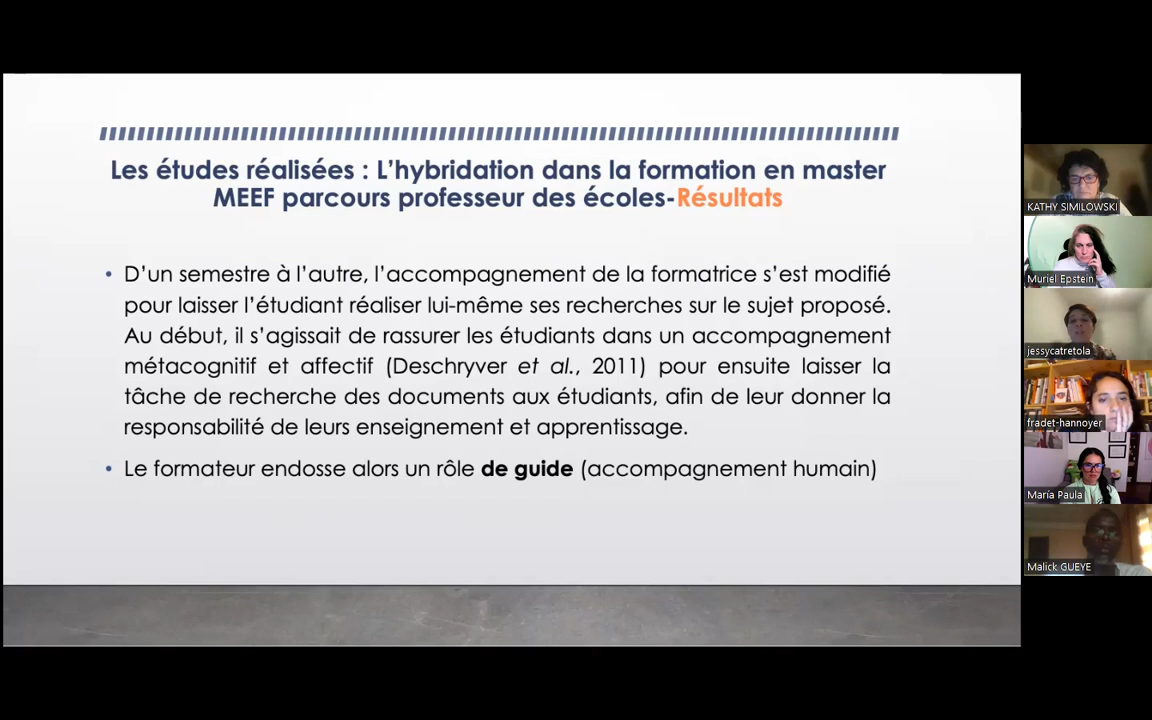 Les études réalisées : L’hybridation dans la formation en master
MEEF parcours professeur des écoles-Résultats
• D’un semestre à l’autre, l’accompagnement de la formatrice s’est modifié
pour laisser l’étudiant réaliser lui-même ses recherches sur le sujet proposé.
Au début, il s’agissait de rassurer les étudiants dans un accompagnement
métacognitif et affectif (Deschryver et al., 2011) pour ensuite laisser la
tâche de recherche des documents aux étudiants, afin de leur donner la
responsabilité de leurs enseignement et apprentissage.
• Le formateur endosse alors un rôle de guide (accompagnement humain)
KATHY SIMILOWSKI
Muriel Epstein
jessycatretola
fradet-hannoyer
María Paula
Malick GUEYE